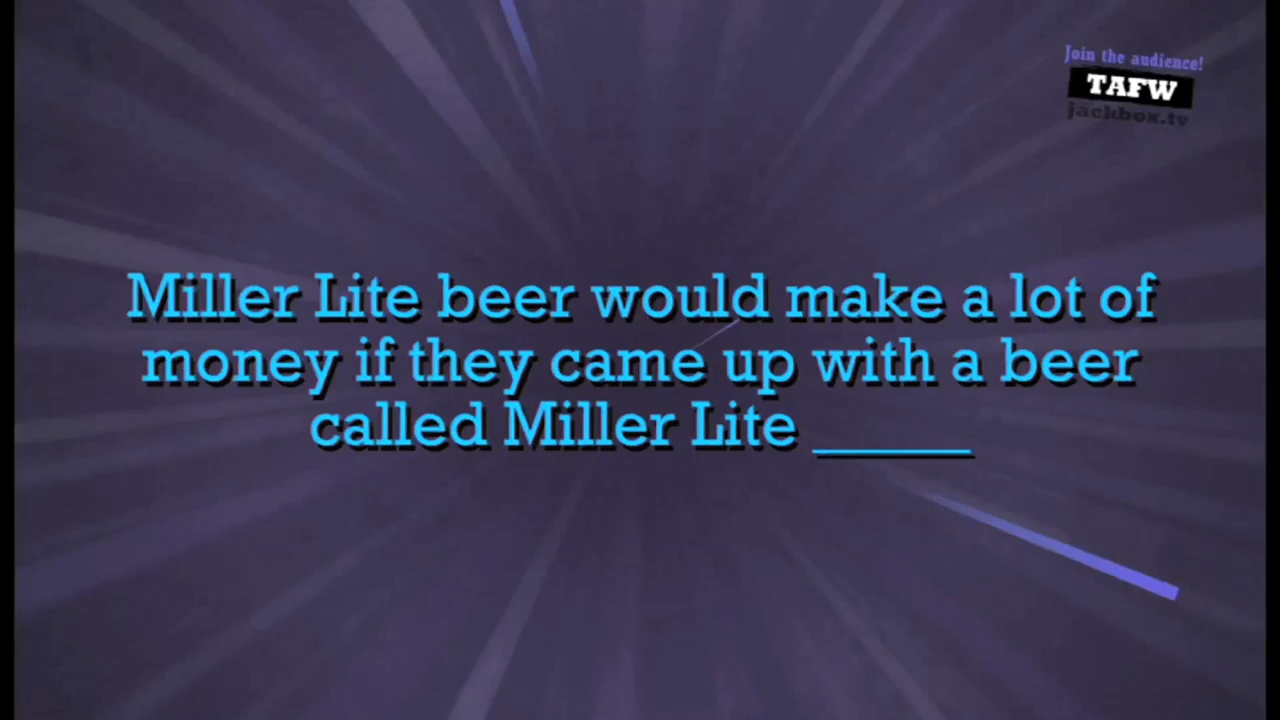 Join the audience!
TAFW
jackbox.tv
Miller Lite beer would make a lot of
money if they came up with a beer
called Miller Lite ______